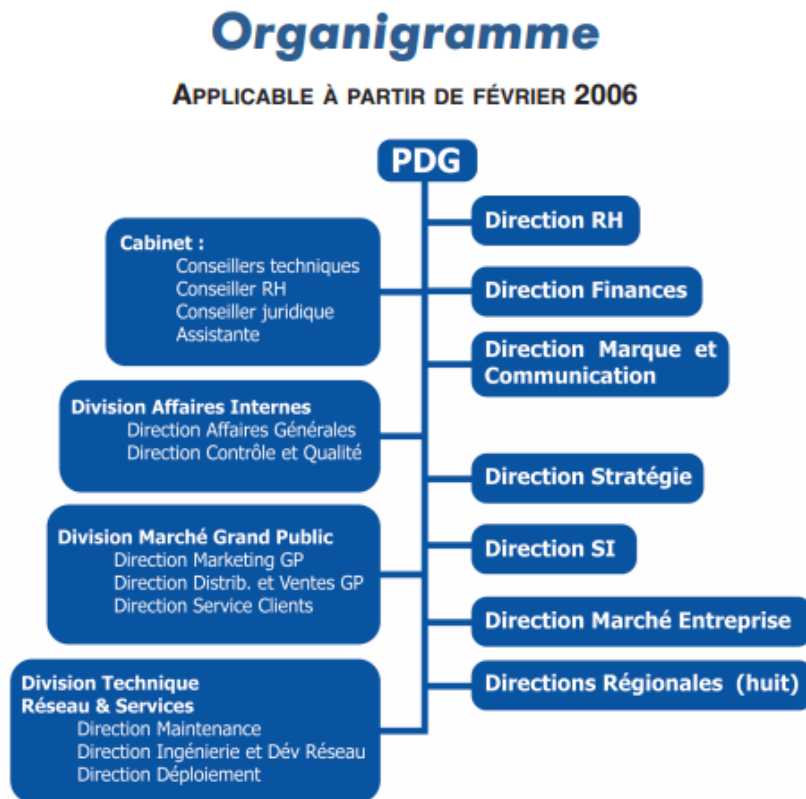 Organigramme
APPLICABLE À PARTIR DE FÉVRIER 2006
PDG
Cabinet :
Conseillers techniques
Conseiller RH
Conseiller juridique
Assistante
Division Affaires Internes
Direction Affaires Générales
Direction Contrôle et Qualité
Division Marché Grand Public
Direction Marketing GP
Direction Distrib. et Ventes GP
Direction Service Clients
Division Technique
Réseau & Services
Direction Maintenance
Direction Ingénierie et Dév Réseau
Direction Déploiement
Direction RH
Direction Finances
Direction Marque et
Communication
Direction Stratégie
Direction SI
Direction Marché Entreprise
Directions Régionales (huit)